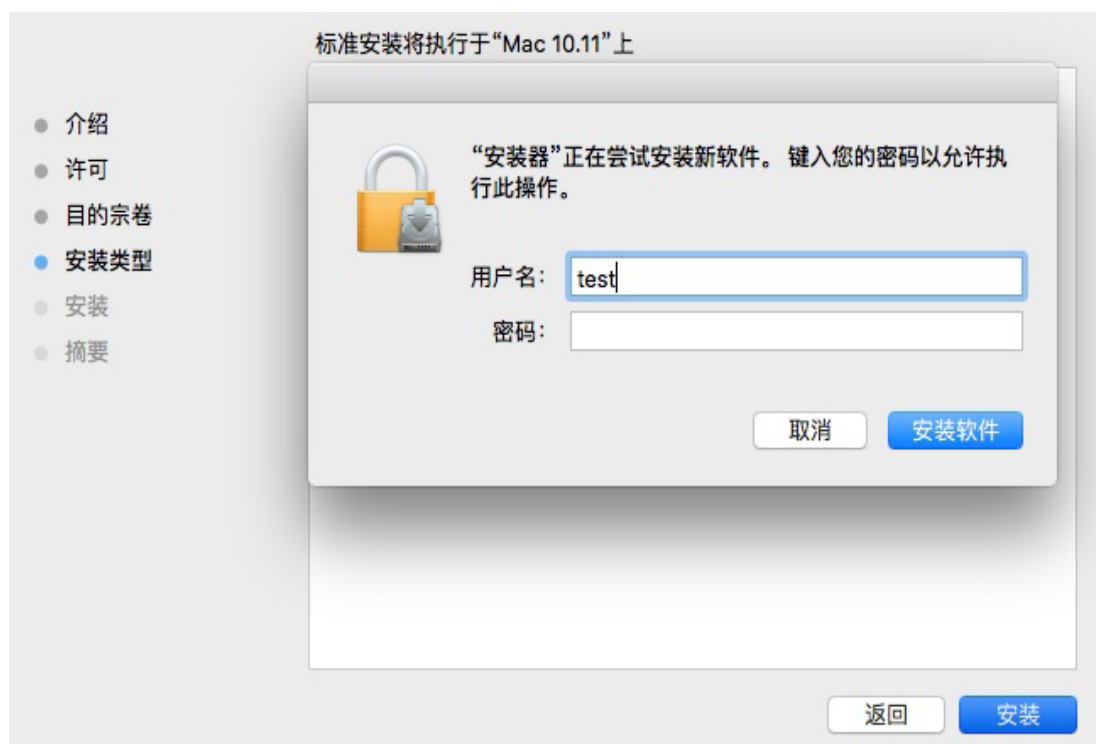 标准安装将执行于“Mac 10.11”上
介绍
许可
目的宗卷
安装类型
安装
摘要
“安装器”正在尝试安装新软件。 键入您的密码以允许执
行此操作。
用户名： test
密码：
取消 安装软件
返回 安装